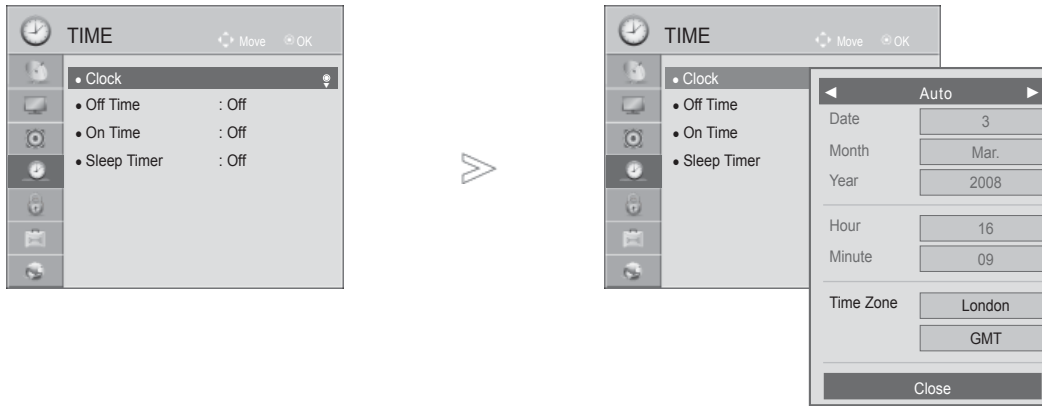 TIME
Move OK
• Clock
• Off Time : Off
• On Time : Off
• Sleep Timer : Off
TIME
Move OK
• Clock
• Off Time
• On Time
• Sleep Timer
◄ Auto ►
Date 3
Month Mar.
Year 2008
Hour 16
Minute 09
Time Zone London
GMT
Close